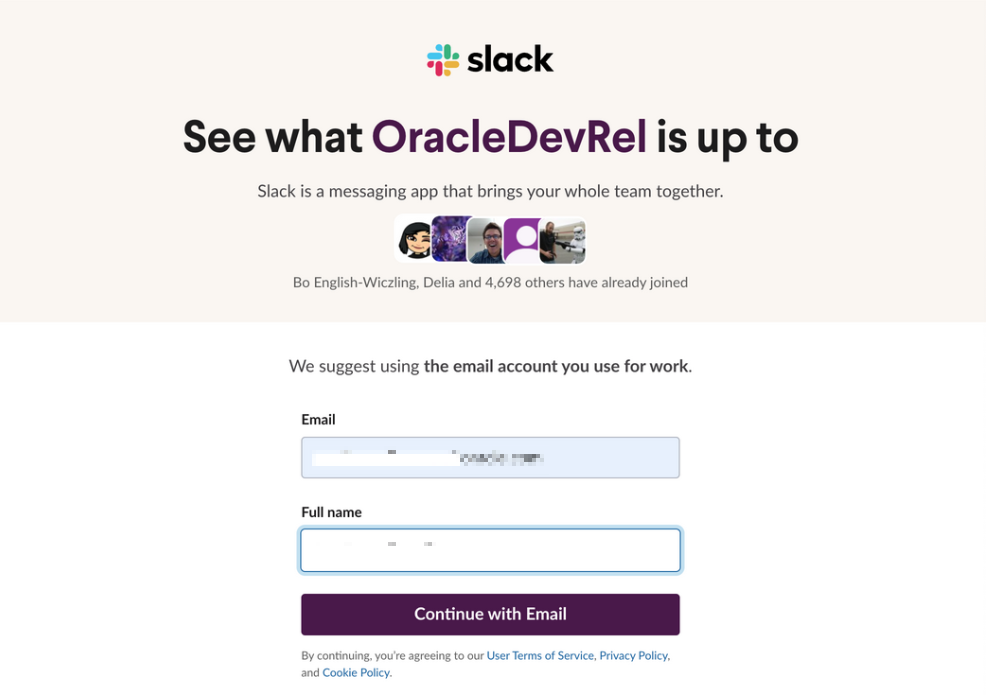 slack
See what OracleDevRel is up to
Slack is a messaging app that brings your whole team together.
Bo English-Wiczling, Delia and 4,698 others have already joined
We suggest using the email account you use for work.
Email
Full name
Continue with Email
By continuing, you're agreeing to our User Terms of Service, Privacy Policy,
and Cookie Policy.